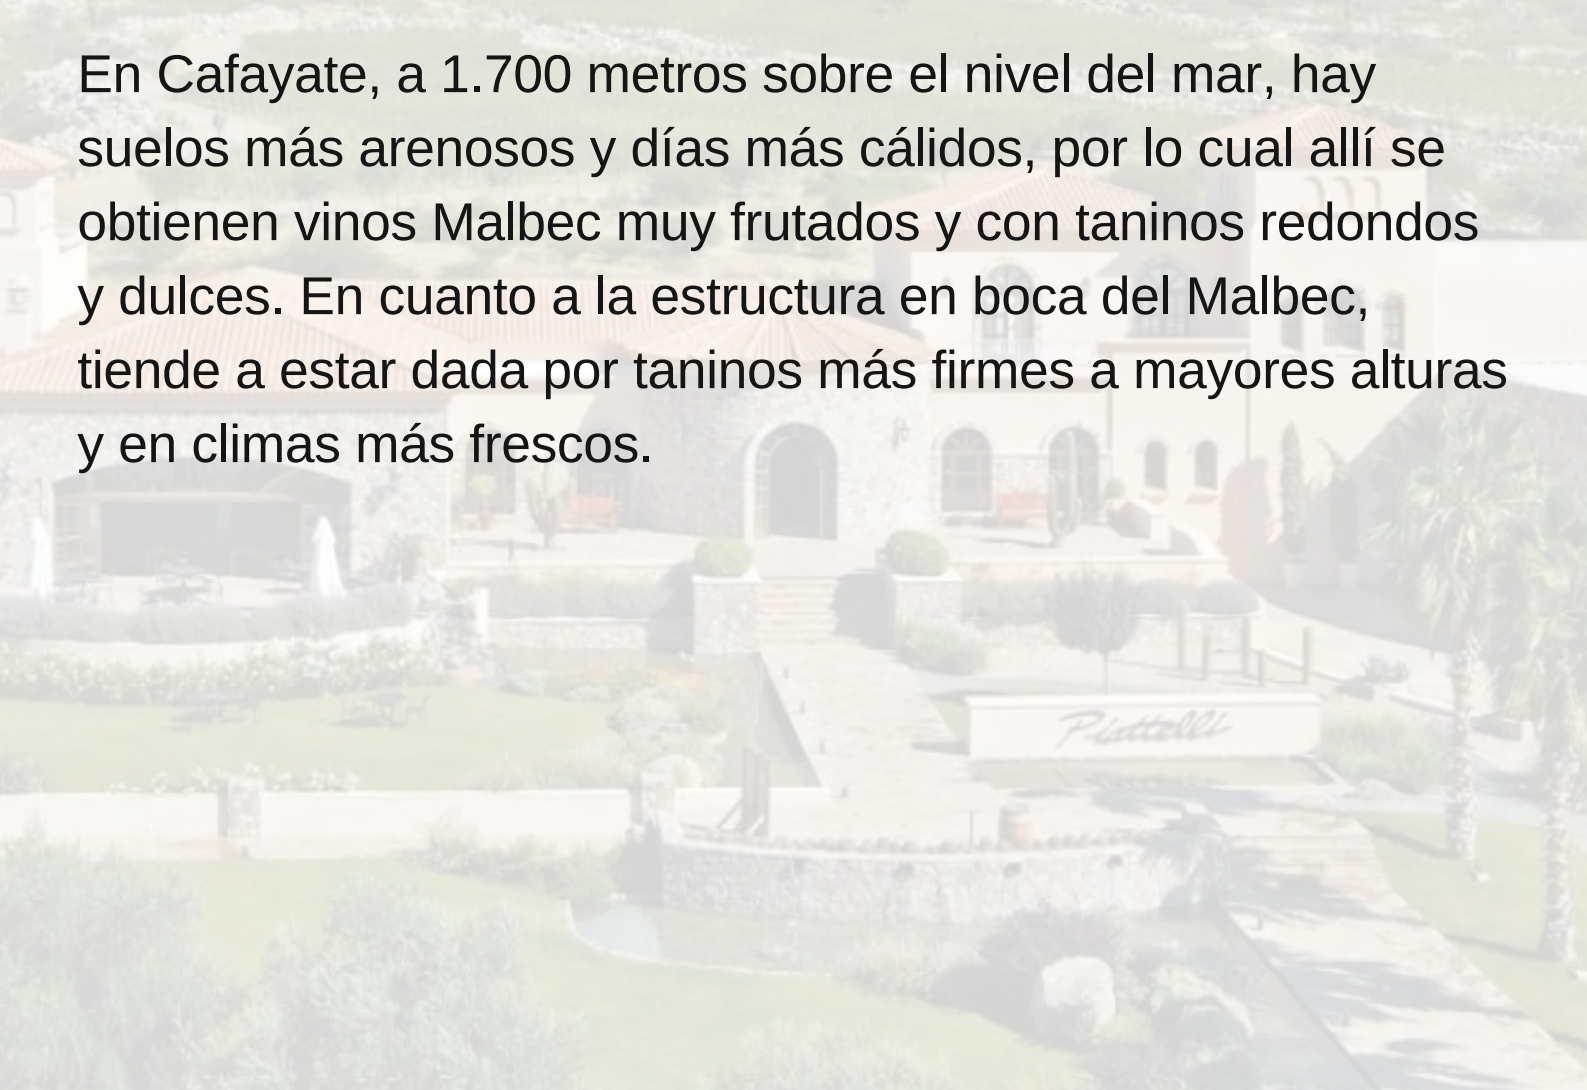 En Cafayate, a 1.700 metros sobre el nivel del mar, hay
suelos más arenosos y días más cálidos, por lo cual allí se
obtienen vinos Malbec muy frutados y con taninos redondos
y dulces. En cuanto a la estructura en boca del Malbec,
tiende a estar dada por taninos más firmes a mayores alturas
y en climas más frescos.
Piattelli